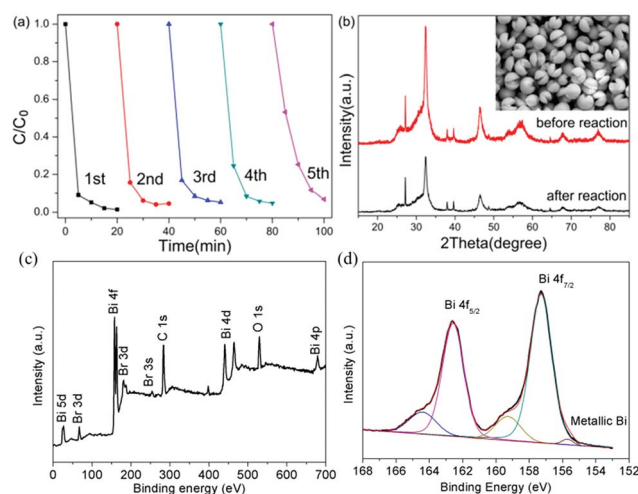 (a)
C/C₀
1.0
0.8
0.6
0.4
0.2
0.0
1st
2nd
3rd
4th
5th
0 20 40 60 80 100
Time(min)
(b)
Intensity(a.u.)
before reaction
after reaction
20 30 40 50 60 70 80
2Theta(degree)
(c)
Intensity (a.u.)
Bi 5d
Br 3d
Bi 4f
Br 3d
Br 3s
C 1s
Bi 4d
O 1s
Bi 4p
0 100 200 300 400 500 600 700
Binding energy (eV)
(d)
Intensity (a.u.)
Bi 4f₅/₂
Bi 4f₇/₂
Metallic Bi
168 166 164 162 160 158 156 154
Binding energy (eV)